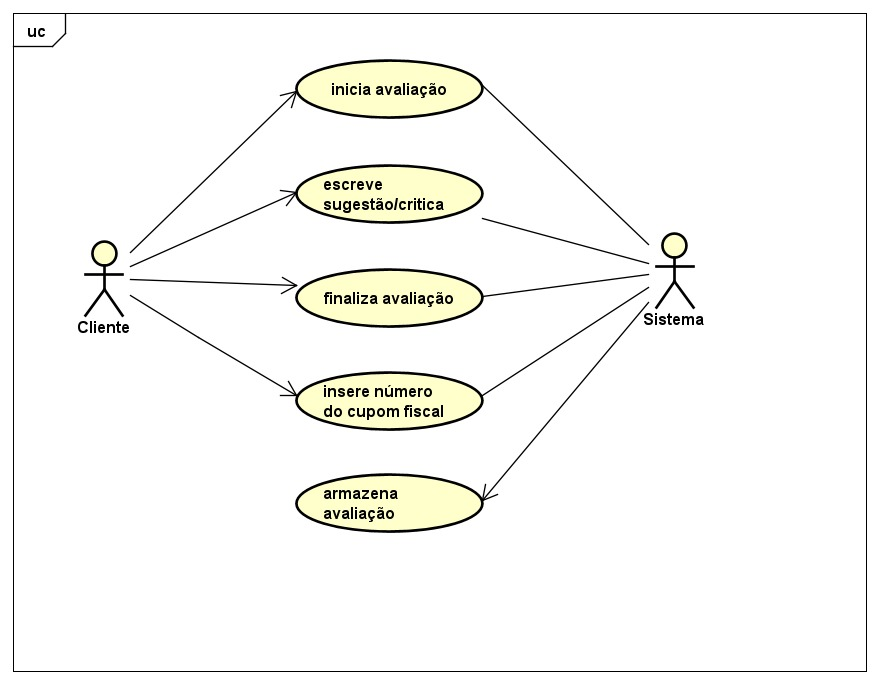 uc
inicia avaliação
escreve
sugestão/critica
finaliza avaliação
Cliente
Sistema
insere número
do cupom fiscal
armazena
avaliação